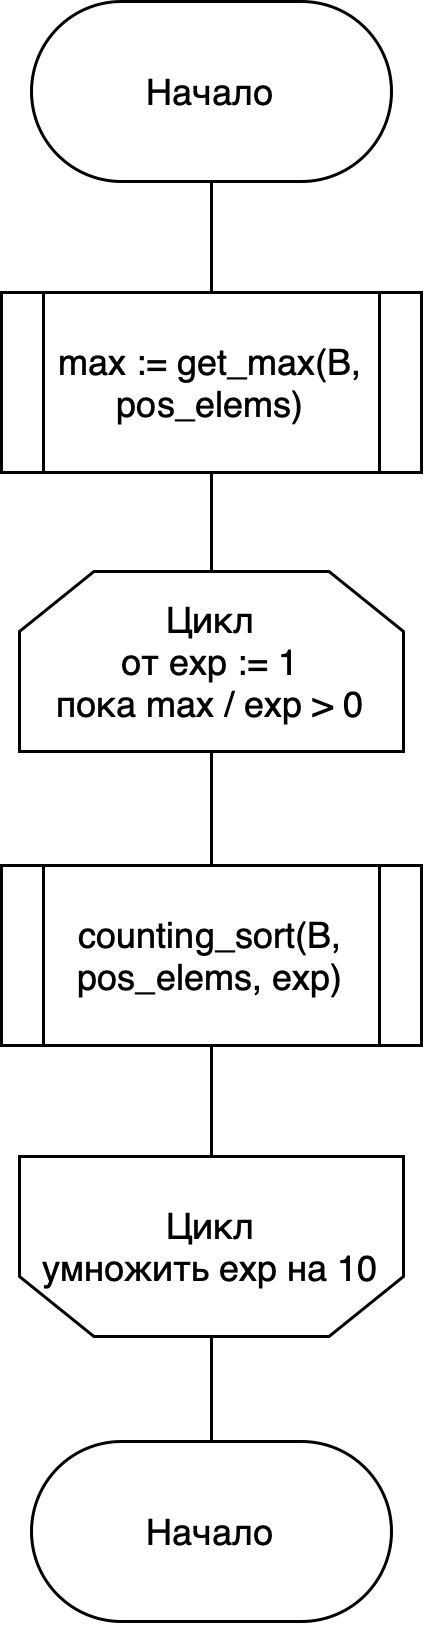 Начало
max := get_max(B,
pos_elems)
Цикл
от exp := 1
пока max / exp > 0
counting_sort(B,
pos_elems, exp)
Цикл
умножить exp на 10
Начало